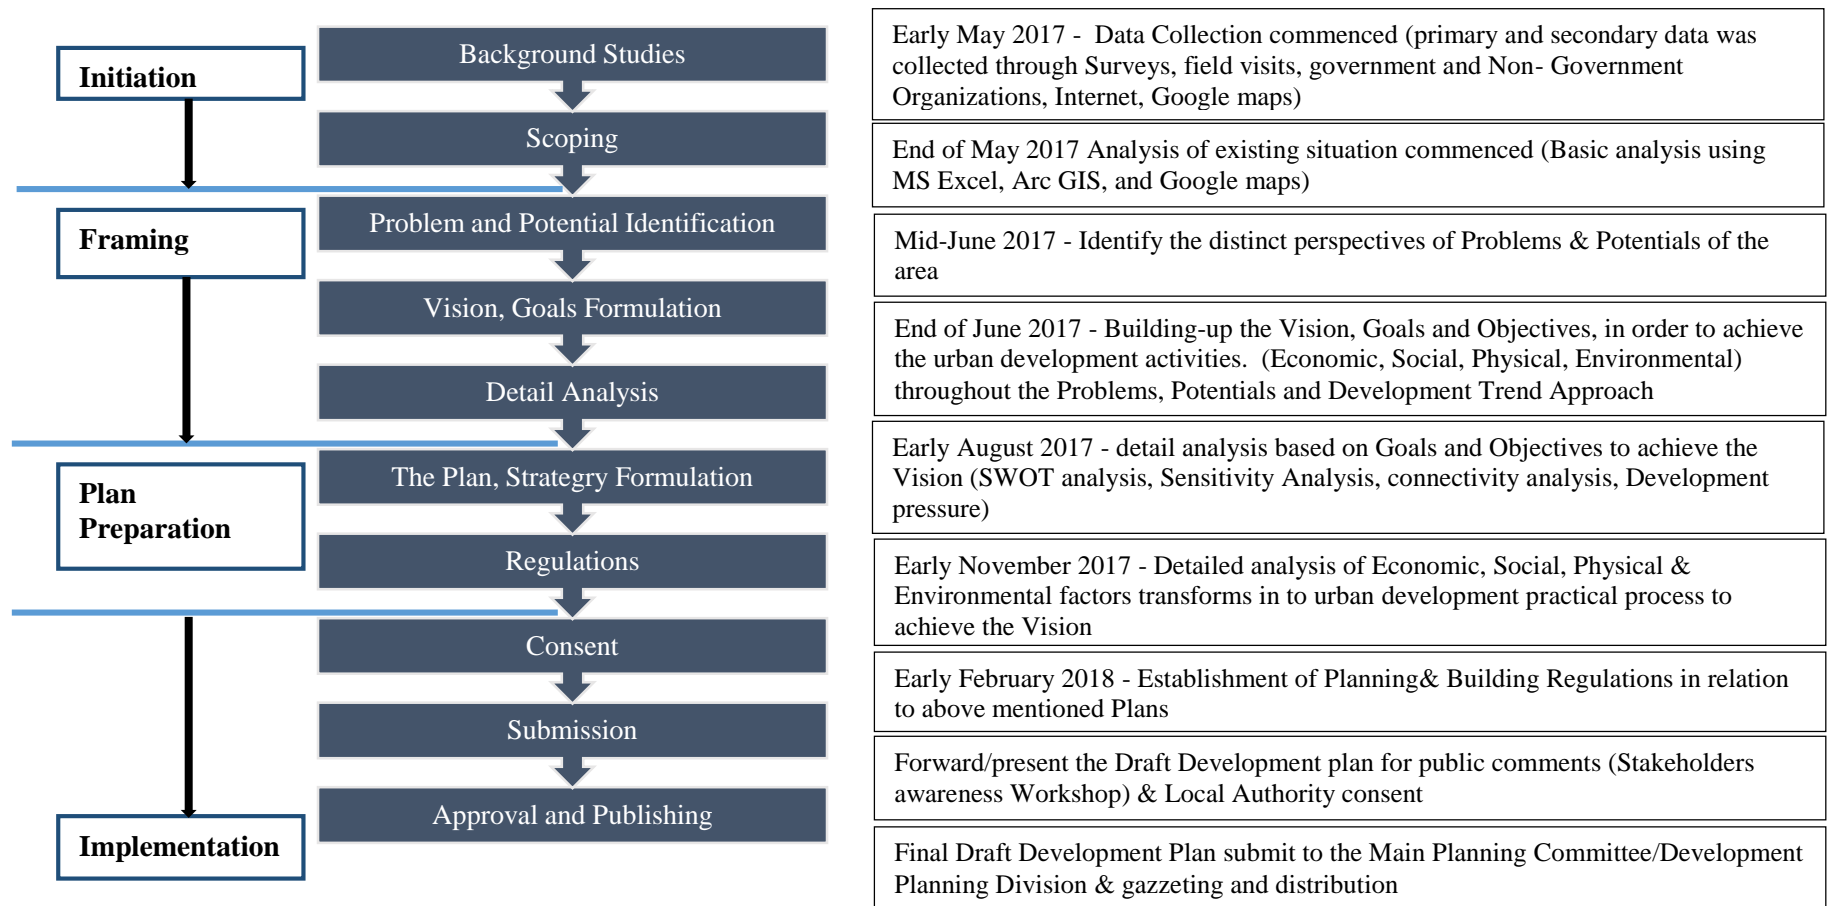 Initiation
Framing
Plan
Preparation
Implementation
Background Studies
Scoping
Problem and Potential Identification
Vision, Goals Formulation
Detail Analysis
The Plan, Strategry Formulation
Regulations
Consent
Submission
Approval and Publishing
Early May 2017 - Data Collection commenced (primary and secondary data was
collected through Surveys, field visits, government and Non- Government
Organizations, Internet, Google maps)
End of May 2017 Analysis of existing situation commenced (Basic analysis using
MS Excel, Arc GIS, and Google maps)
Mid-June 2017 - Identify the distinct perspectives of Problems & Potentials of the
area
End of June 2017 - Building-up the Vision, Goals and Objectives, in order to achieve
the urban development activities. (Economic, Social, Physical, Environmental)
throughout the Problems, Potentials and Development Trend Approach
Early August 2017 - detail analysis based on Goals and Objectives to achieve the
Vision (SWOT analysis, Sensitivity Analysis, connectivity analysis, Development
pressure)
Early November 2017 - Detailed analysis of Economic, Social, Physical &
Environmental factors transforms in to urban development practical process to
achieve the Vision
Early February 2018 - Establishment of Planning& Building Regulations in relation
to above mentioned Plans
Forward/present the Draft Development plan for public comments (Stakeholders
awareness Workshop) & Local Authority consent
Final Draft Development Plan submit to the Main Planning Committee/Development
Planning Division & gazzeting and distribution